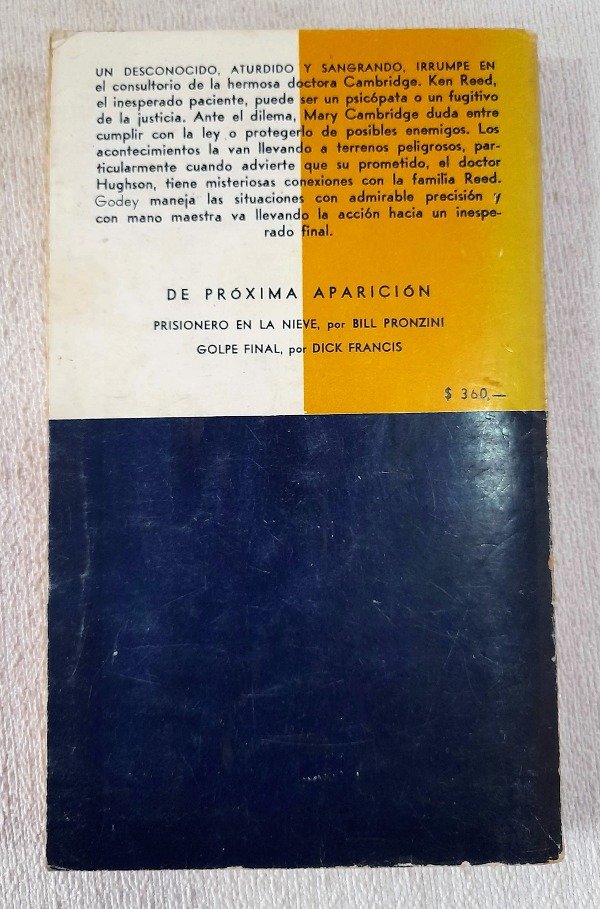 UN DESCONOCIDO, ATURDIDO Y SANGRANDO, IRRUMPE EN
el consultorio de la hermosa doctora Cambridge. Ken Reed,
el inesperado paciente, puede ser un psicópata o un fugitivo
de la justicia. Ante el dilema, Mary Cambridge duda entre
cumplir con la ley o protegerlo de posibles enemigos. Los
acontecimientos la van llevando a terrenos peligrosos, par-
ticularmente cuando advierte que su prometido, el doctor
Hughson, tiene misteriosas conexiones con la familia Reed.
Godey maneja las situaciones con admirable precisión y
con mano maestra va llevando la acción hacia un inespe-
rado final.
DE PRÓXIMA APARICIÓN
PRISIONERO EN LA NIEVE, por BILL PRONZINI
GOLPE FINAL, por DICK FRANCIS
$ 360,—